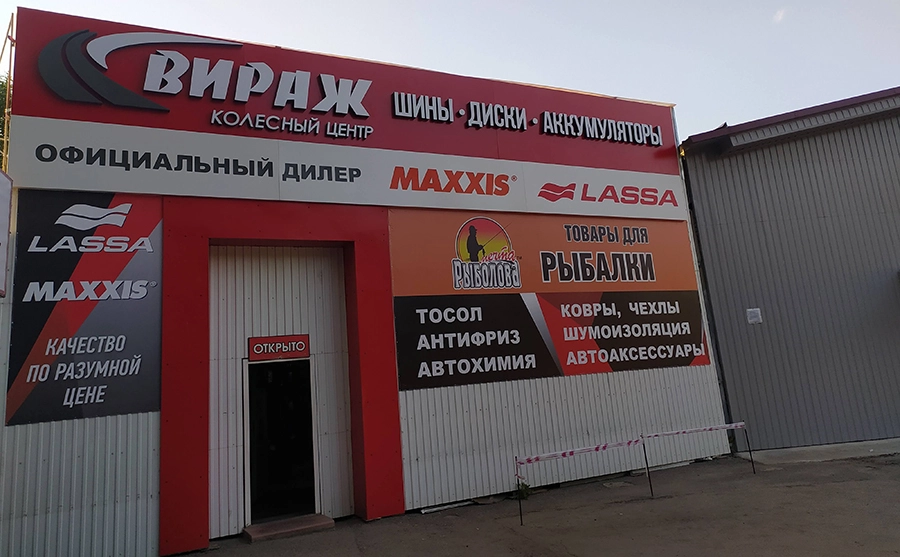 ВИРАЖ
КОЛЕСНЫЙ ЦЕНТР
ШИНЫ · ДИСКИ · АККУМУЛЯТОРЫ
ОФИЦИАЛЬНЫЙ ДИЛЕР MAXXIS® LASSA
LASSA
MAXXIS®
КАЧЕСТВО
ПО РАЗУМНОЙ
ЦЕНЕ
ОТКРЫТО
мечта
РЫБОЛОВА
ТОВАРЫ ДЛЯ
РЫБАЛКИ
ТОСОЛ
АНТИФРИЗ
АВТОХИМИЯ
КОВРЫ, ЧЕХЛЫ
ШУМОИЗОЛЯЦИЯ
АВТОАКСЕССУАРЫ